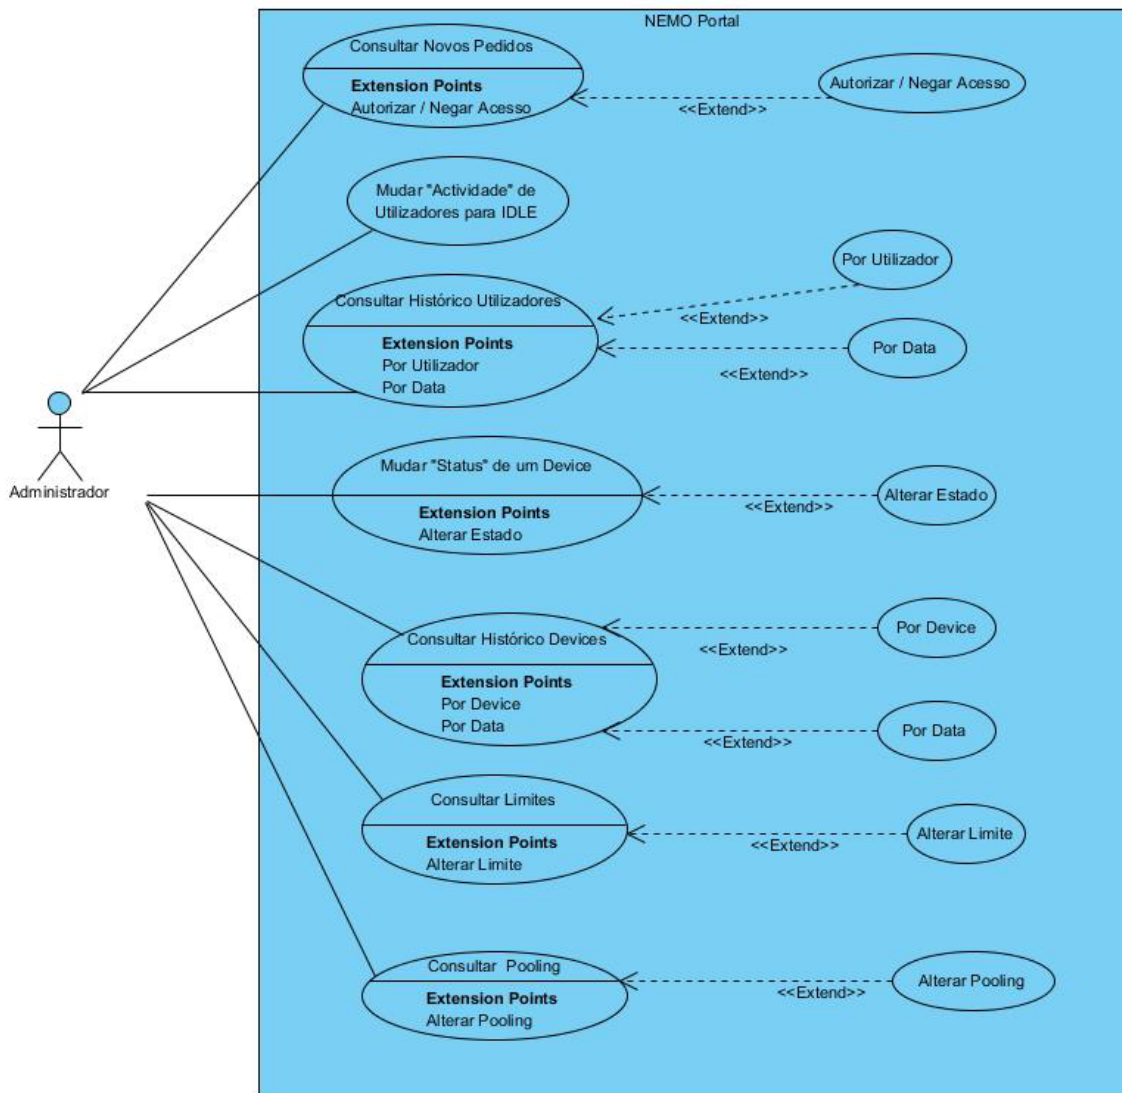 NEMO Portal
Consultar Novos Pedidos
Extension Points
Autorizar / Negar Acesso
<<Extend>>
Autorizar / Negar Acesso
Mudar "Actividade" de
Utilizadores para IDLE
Consultar Histórico Utilizadores
Extension Points
Por Utilizador
Por Data
<<Extend>>
Por Utilizador
<<Extend>>
Por Data
Administrador
Mudar "Status" de um Device
Extension Points
Alterar Estado
<<Extend>>
Alterar Estado
Consultar Histórico Devices
Extension Points
Por Device
Por Data
<<Extend>>
Por Device
<<Extend>>
Por Data
Consultar Limites
Extension Points
Alterar Limite
<<Extend>>
Alterar Limite
Consultar Pooling
Extension Points
Alterar Pooling
<<Extend>>
Alterar Pooling